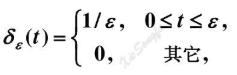 δ_ε(t) = { 1/ε, 0≤t≤ε,
0, 其它,